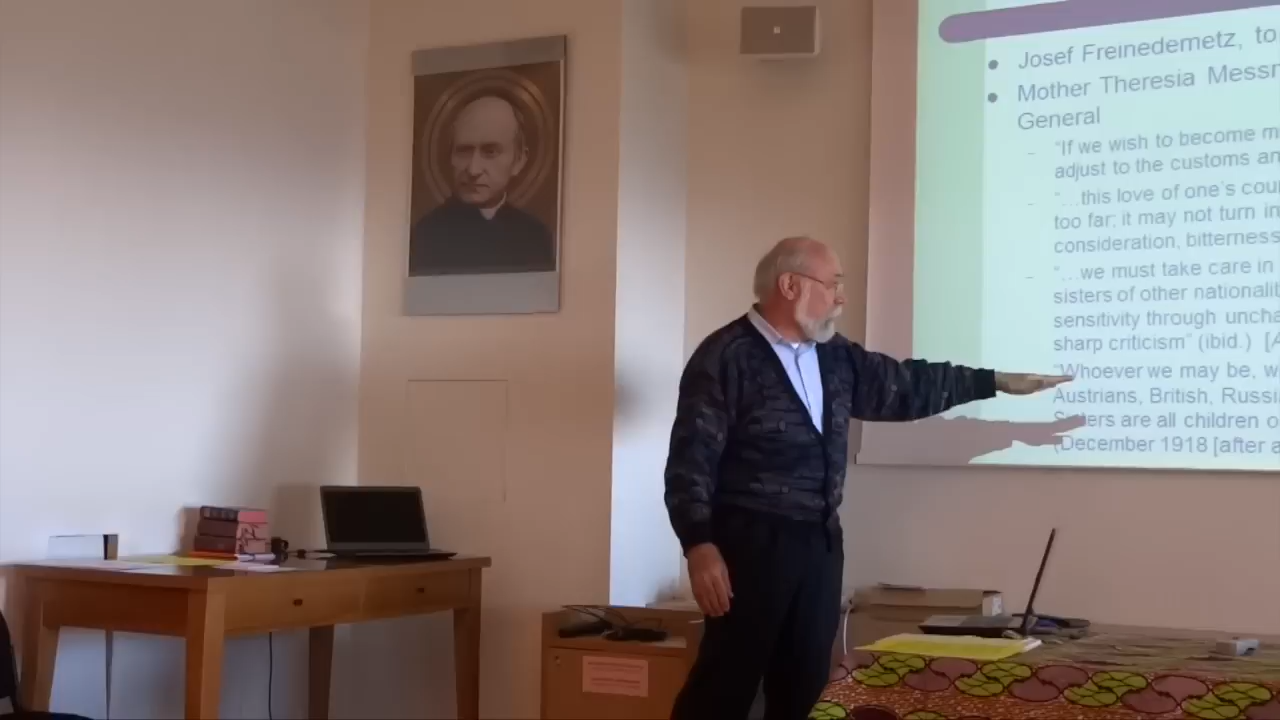 Josef Freinedemetz, to
Mother Theresia Messm
General
"If we wish to become m
adjust to the customs an
"…this love of one's cou
too far; it may not turn in
consideration, bitterness
"…we must take care in
sisters of other nationalit
sensitivity through uncha
sharp criticism" (ibid.) [A
"Whoever we may be, wh
Austrians, British, Russia
Sisters are all children o
(December 1918 [after a